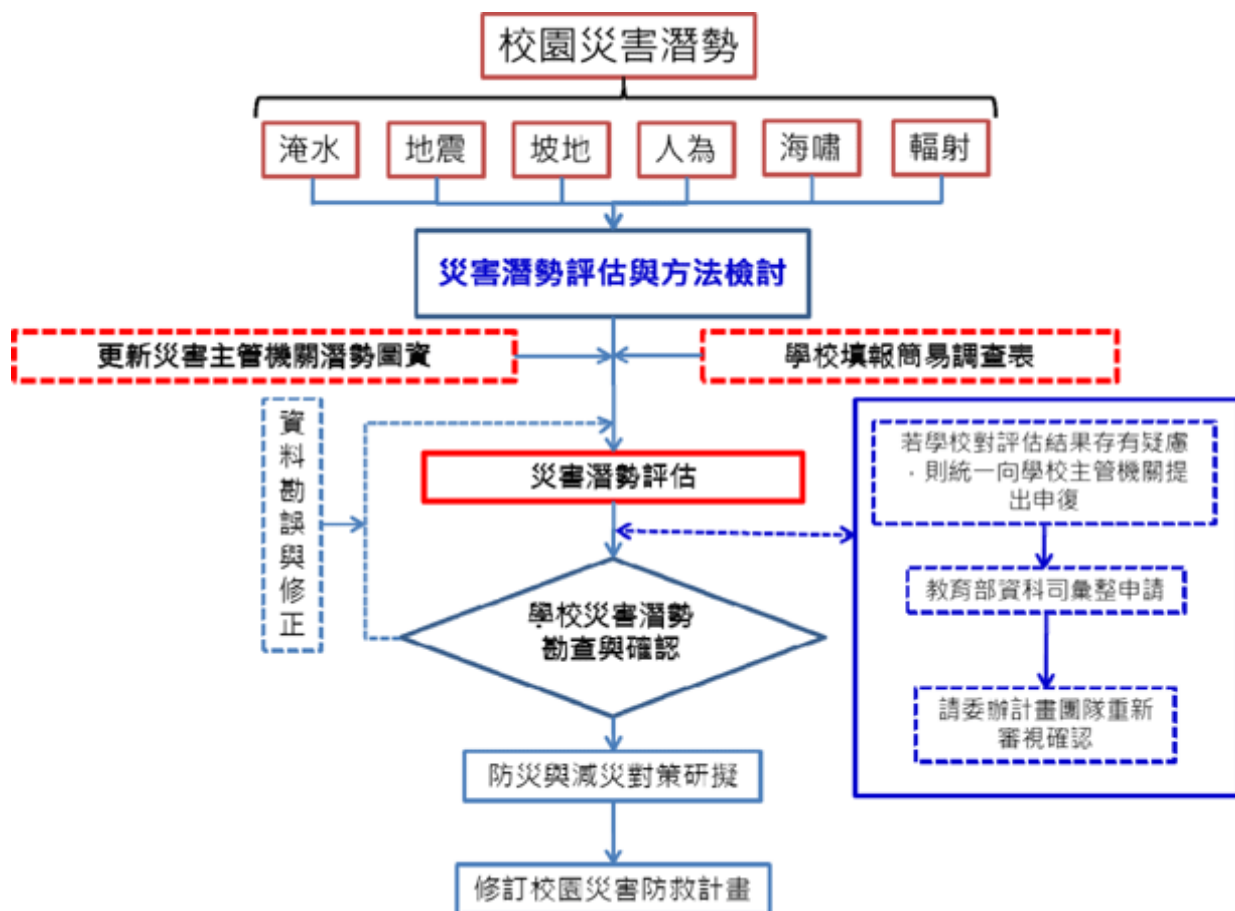 校園災害潛勢
淹水
地震
坡地
人為
海嘯
輻射
災害潛勢評估與方法檢討
更新災害主管機關潛勢圖資
學校填報簡易調查表
資料勘誤與修正
災害潛勢評估
若學校對評估結果存有疑慮
，則統一向學校主管機關提
出申復
教育部資科司彙整申請
請委辦計畫團隊重新
審視確認
學校災害潛勢
勘查與確認
防災與減災對策研擬
修訂校園災害防救計畫